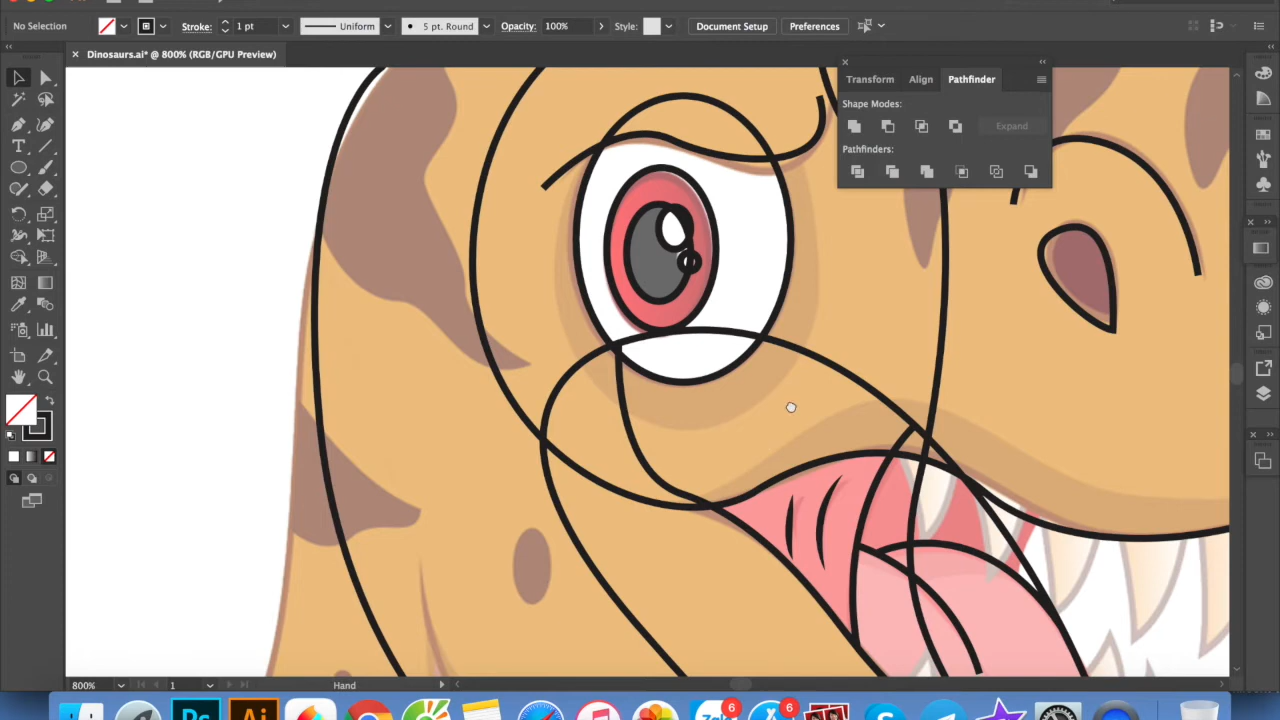 No Selection
Stroke: 1 pt Uniform 5 pt. Round Opacity: 100% Style: Document Setup Preferences
× Dinosaurs.ai* @ 800% (RGB/GPU Preview)
Transform Align Pathfinder
Shape Modes:
Expand
Pathfinders:
800% 1 Hand
Ps Ai Zalo 6 6